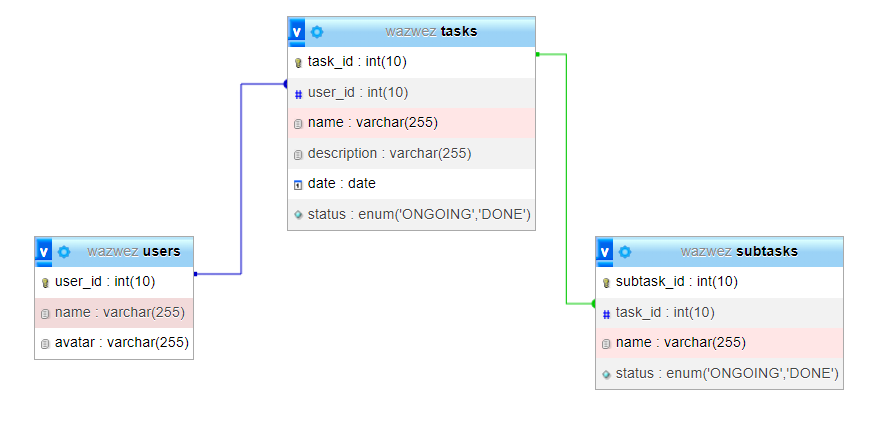 v wazwez tasks
task_id : int(10)
# user_id : int(10)
name : varchar(255)
description : varchar(255)
date : date
status : enum('ONGOING','DONE')
v wazwez users
user_id : int(10)
name : varchar(255)
avatar : varchar(255)
v wazwez subtasks
subtask_id : int(10)
# task_id : int(10)
name : varchar(255)
status : enum('ONGOING','DONE')